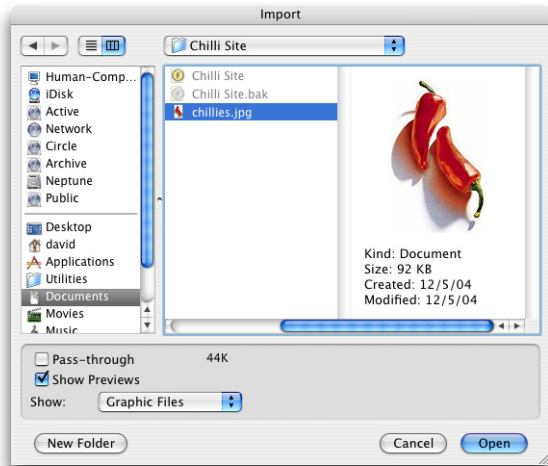 Import
Chilli Site
Human-Comp...
iDisk
Active
Network
Circle
Archive
Neptune
Public
Desktop
david
Applications
Utilities
Documents
Movies
Music
Chilli Site
Chilli Site.bak
chillies.jpg
Kind: Document
Size: 92 KB
Created: 12/5/04
Modified: 12/5/04
Pass-through 44K
Show Previews
Show: Graphic Files
New Folder Cancel Open